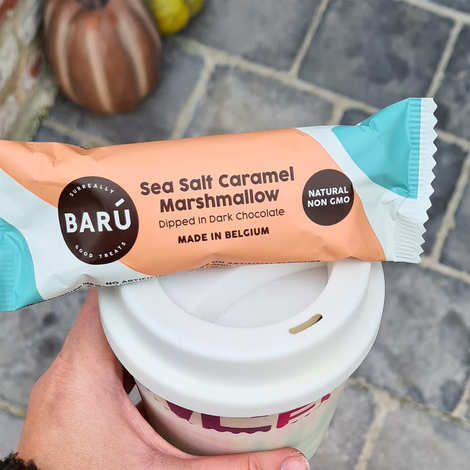 SURREALLY
BARÚ
GOOD TREATS
Sea Salt Caramel
Marshmallow
Dipped in Dark Chocolate
MADE IN BELGIUM
NATURAL
NON GMO